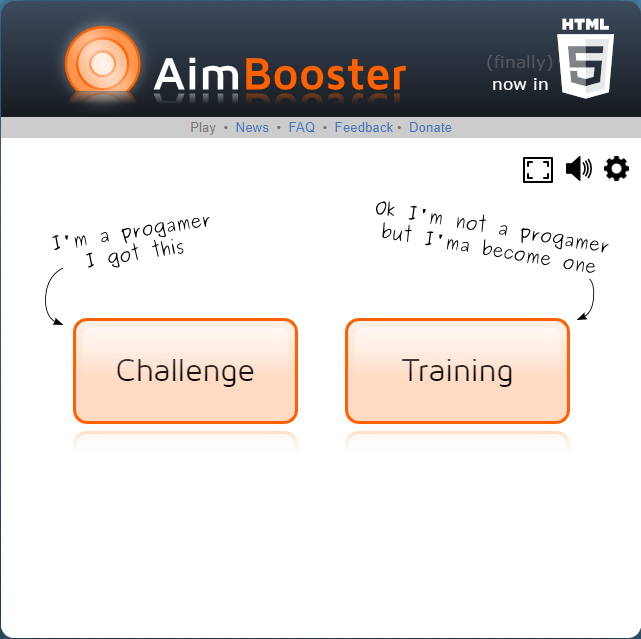 HTML
AimBooster
(finally)
now in
Play • News • FAQ • Feedback • Donate
I'm a progamer
I got this
Ok I'm not a progamer
but I'ma become one
Challenge
Training